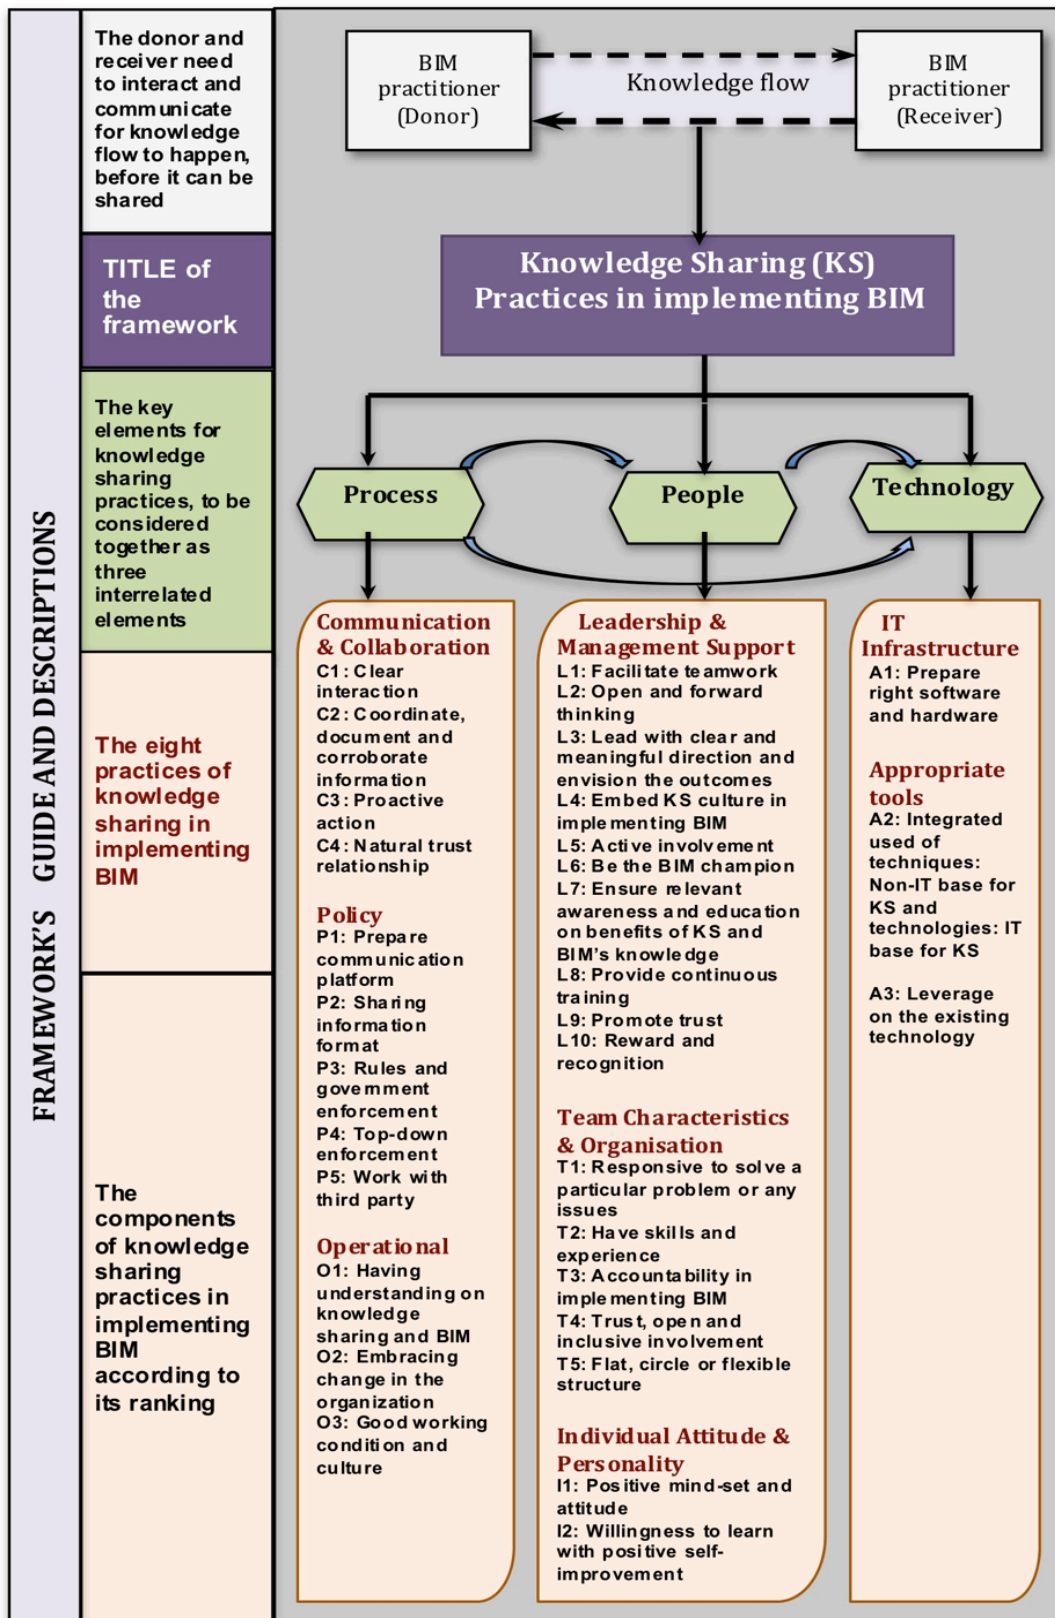 FRAMEWORK'S GUIDE AND DESCRIPTIONS
The donor and
receiver need
to interact and
communicate
for knowledge
flow to happen,
before it can be
shared
TITLE of
the
framework
The key
elements for
knowledge
sharing
practices, to be
considered
together as
three
interrelated
elements
The eight
practices of
knowledge
sharing in
implementing
BIM
The
components
of knowledge
sharing
practices in
implementing
BIM
according to
its ranking
BIM
practitioner
(Donor)
Knowledge flow
BIM
practitioner
(Receiver)
Knowledge Sharing (KS)
Practices in implementing BIM
Process
People
Technology
Communication
& Collaboration
C1: Clear
interaction
C2: Coordinate,
document and
corroborate
information
C3: Proactive
action
C4: Natural trust
relationship
Policy
P1: Prepare
communication
platform
P2: Sharing
information
format
P3: Rules and
government
enforcement
P4: Top-down
enforcement
P5: Work with
third party
Operational
O1: Having
understanding on
knowledge
sharing and BIM
O2: Embracing
change in the
organization
O3: Good working
condition and
culture
Leadership &
Management Support
L1: Facilitate teamwork
L2: Open and forward
thinking
L3: Lead with clear and
meaningful direction and
envision the outcomes
L4: Embed KS culture in
implementing BIM
L5: Active involvement
L6: Be the BIM champion
L7: Ensure relevant
awareness and education
on benefits of KS and
BIM's knowledge
L8: Provide continuous
training
L9: Promote trust
L10: Reward and
recognition
Team Characteristics
& Organisation
T1: Responsive to solve a
particular problem or any
issues
T2: Have skills and
experience
T3: Accountability in
implementing BIM
T4: Trust, open and
inclusive involvement
T5: Flat, circle or flexible
structure
Individual Attitude &
Personality
I1: Positive mind-set and
attitude
I2: Willingness to learn
with positive self-
improvement
IT
Infrastructure
A1: Prepare
right software
and hardware
Appropriate
tools
A2: Integrated
used of
techniques:
Non-IT base for
KS and
technologies: IT
base for KS
A3: Leverage
on the existing
technology